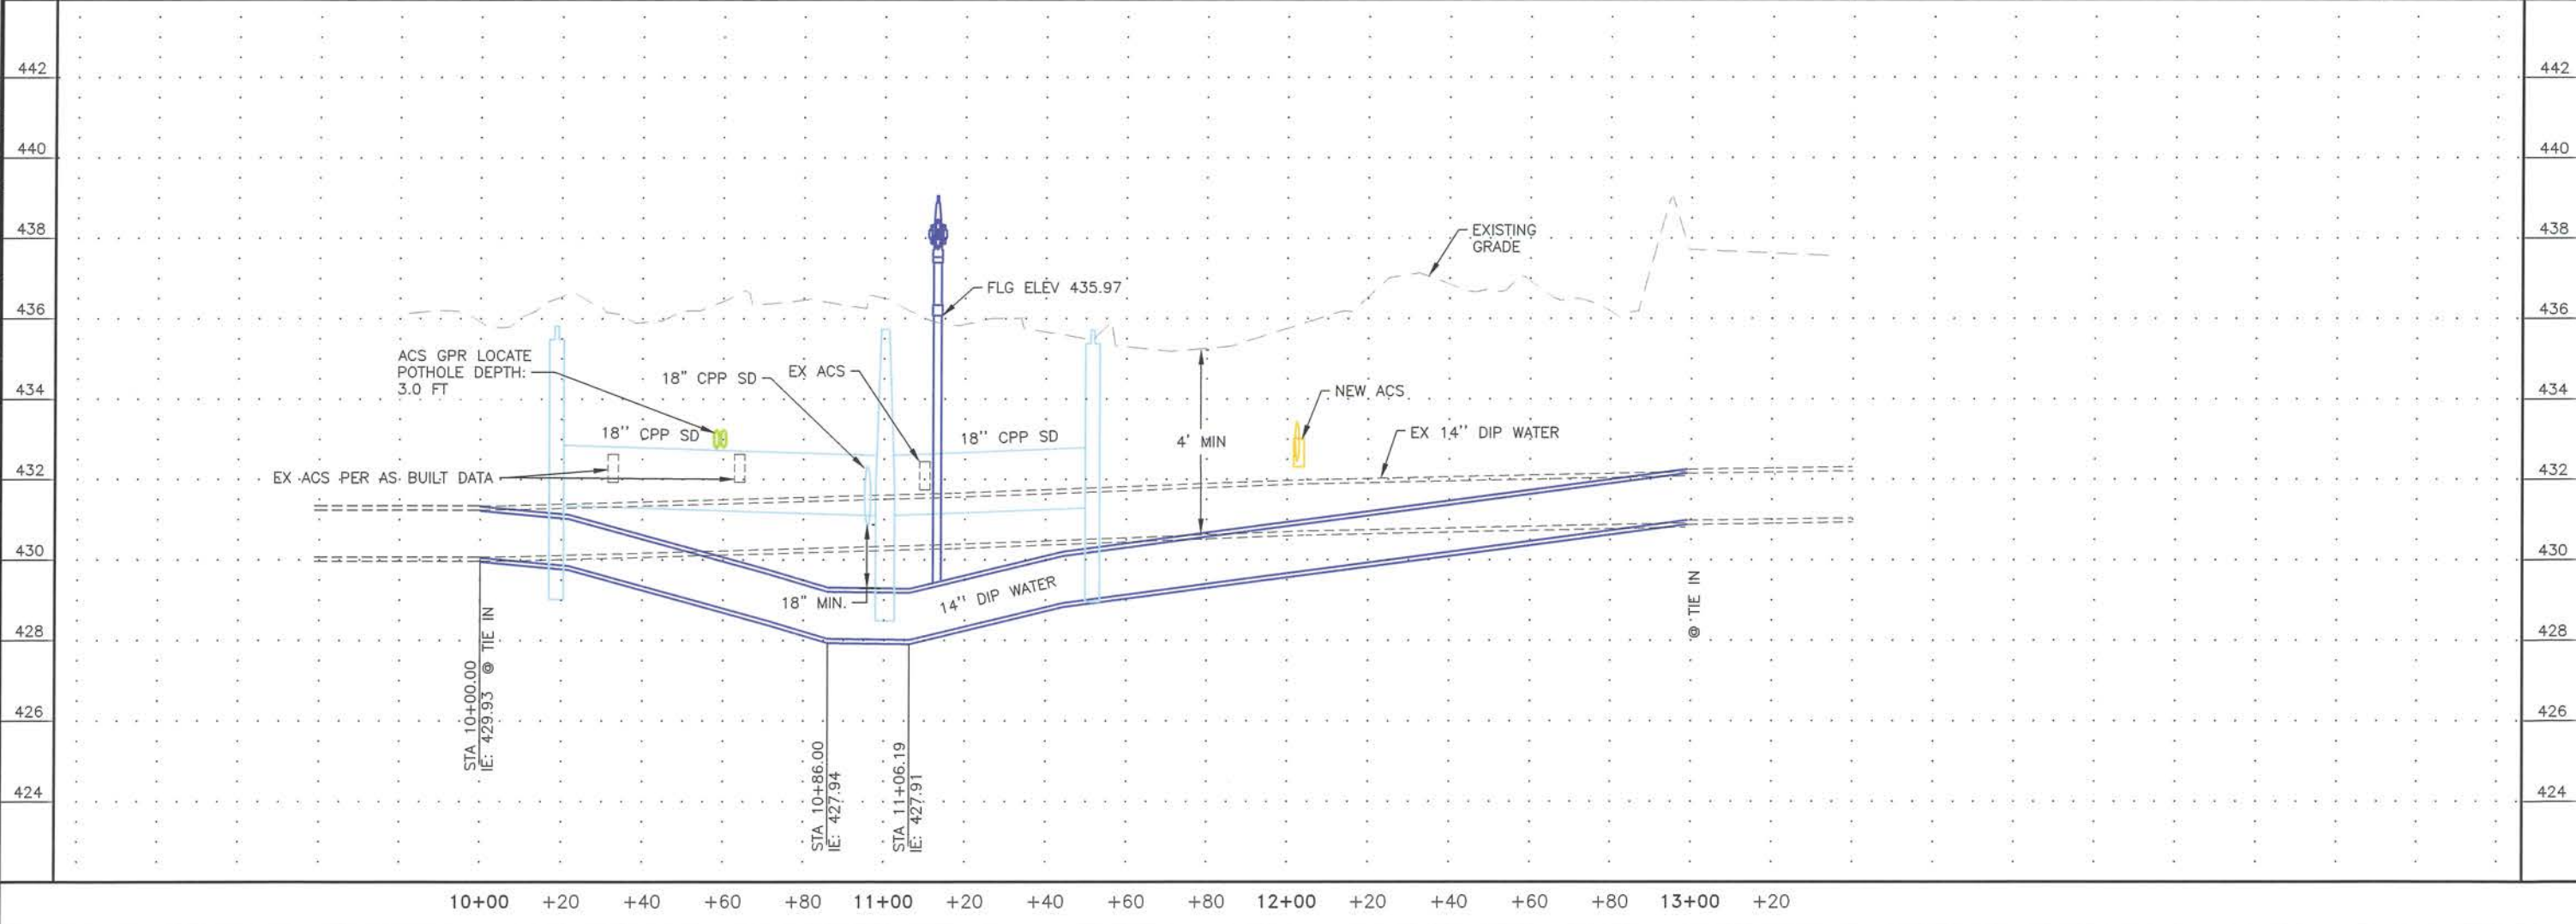 442
442
440
440
438
438
EXISTING
GRADE
FLG ELEV 435.97
436
436
ACS GPR LOCATE
POTHOLE DEPTH:
3.0 FT
18" CPP SD
EX ACS
434
434
NEW ACS
18" CPP SD
18" CPP SD
4' MIN
EX 14" DIP WATER
432
432
EX ACS PER AS BUILT DATA
430
430
18" MIN.
14" DIP WATER
428
428
@ TIE IN
STA 10+00.00
IE: 429.93 @ TIE IN
426
426
STA 10+86.00
IE: 427.94
STA 11+06.19
IE: 427.91
424
424
10+00 +20 +40 +60 +80 11+00 +20 +40 +60 +80 12+00 +20 +40 +60 +80 13+00 +20